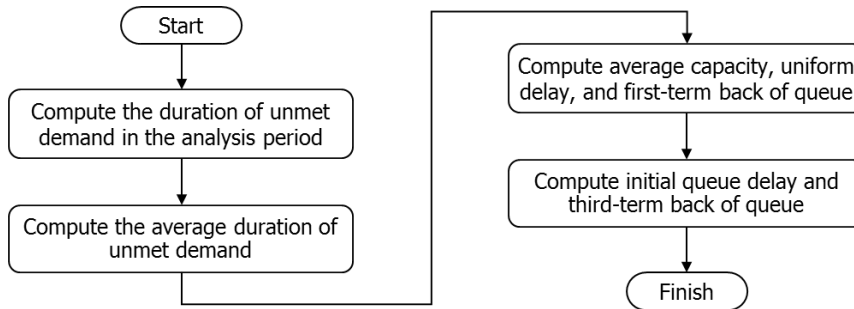 Start
Compute the duration of unmet
demand in the analysis period
Compute the average duration of
unmet demand
Compute average capacity, uniform
delay, and first-term back of queue
Compute initial queue delay and
third-term back of queue
Finish